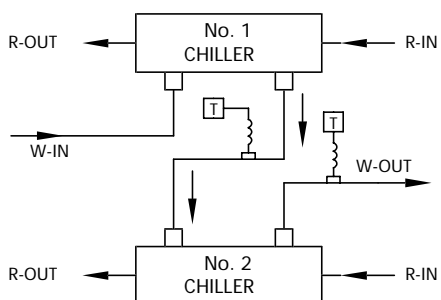 No. 1
CHILLER
R-OUT
R-IN
T
T
W-IN
W-OUT
No. 2
CHILLER
R-OUT
R-IN